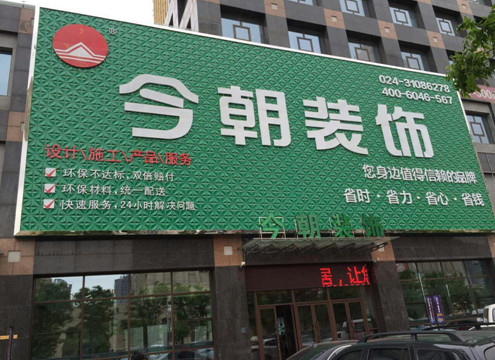 024-31086278
400-6046-567
今朝装饰
设计\施工\产品\服务
环保不达标,双倍赔付
环保材料,统一配送
快速服务,24小时解决问题
您身边值得信赖的品牌
省时·省力·省心·省钱
今朝装饰
居,让